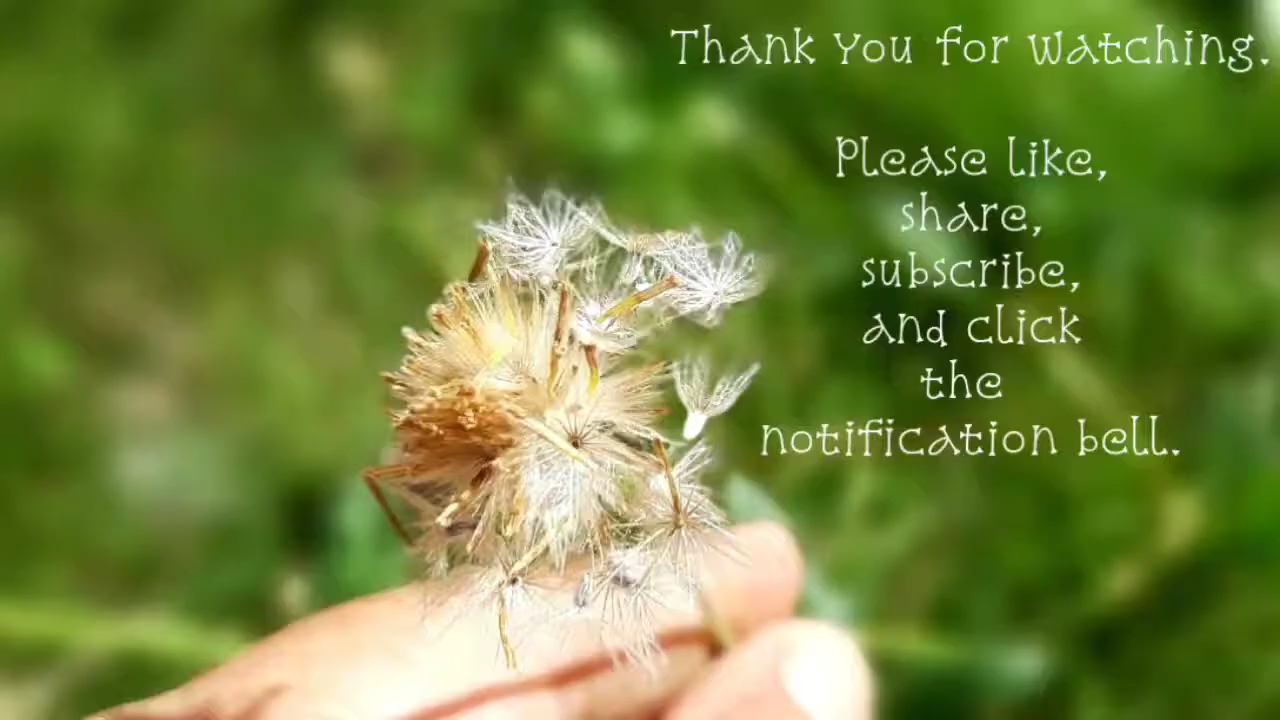 Thank You for Watching.
Please like,
share,
subscribe,
and click
the
notification bell.